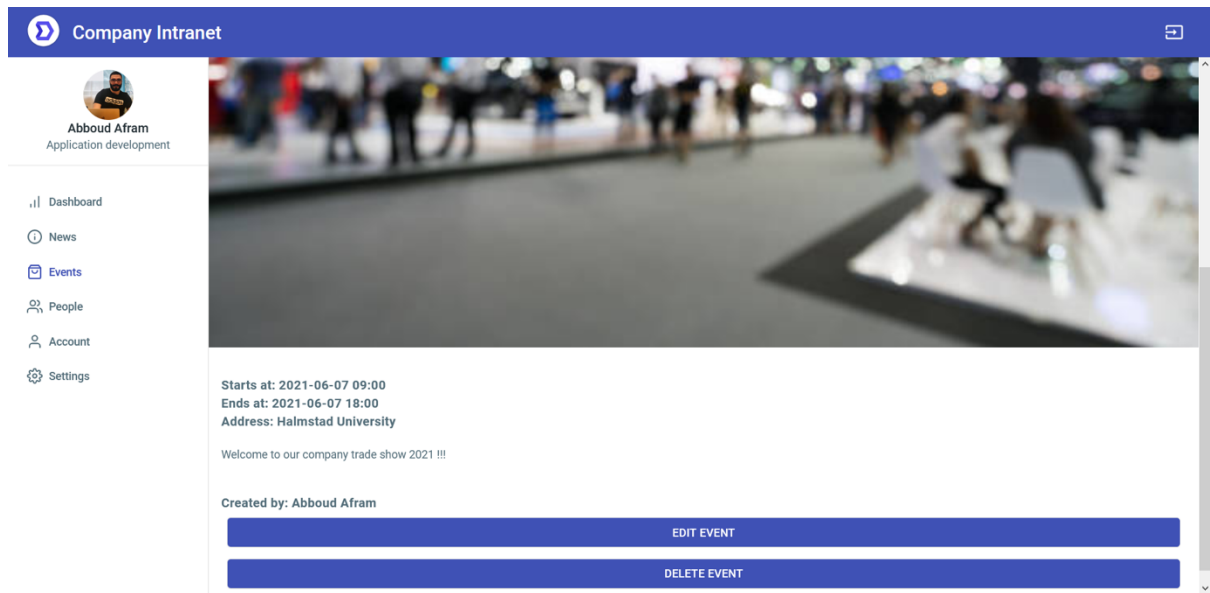 Company Intranet
Abboud Afram
Application development
Dashboard
News
Events
People
Account
Settings
Starts at: 2021-06-07 09:00
Ends at: 2021-06-07 18:00
Address: Halmstad University
Welcome to our company trade show 2021 !!!
Created by: Abboud Afram
EDIT EVENT
DELETE EVENT